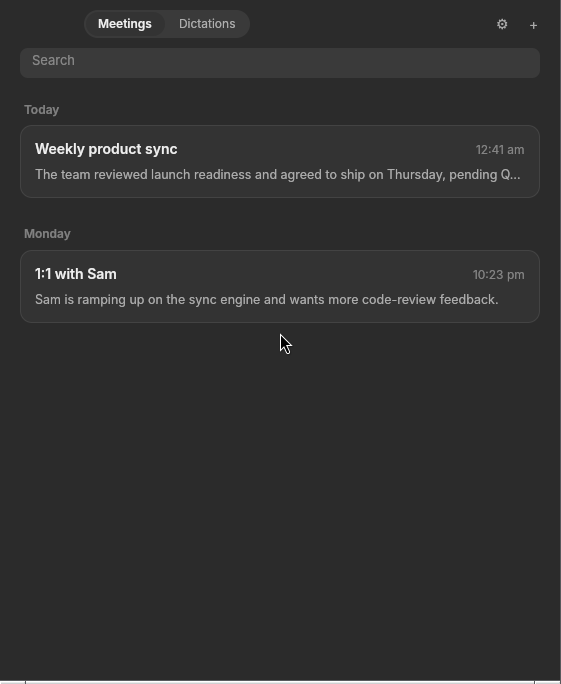 Meetings Dictations ⚙ +
Search
Today
Weekly product sync 12:41 am
The team reviewed launch readiness and agreed to ship on Thursday, pending Q...
Monday
1:1 with Sam 10:23 pm
Sam is ramping up on the sync engine and wants more code-review feedback.